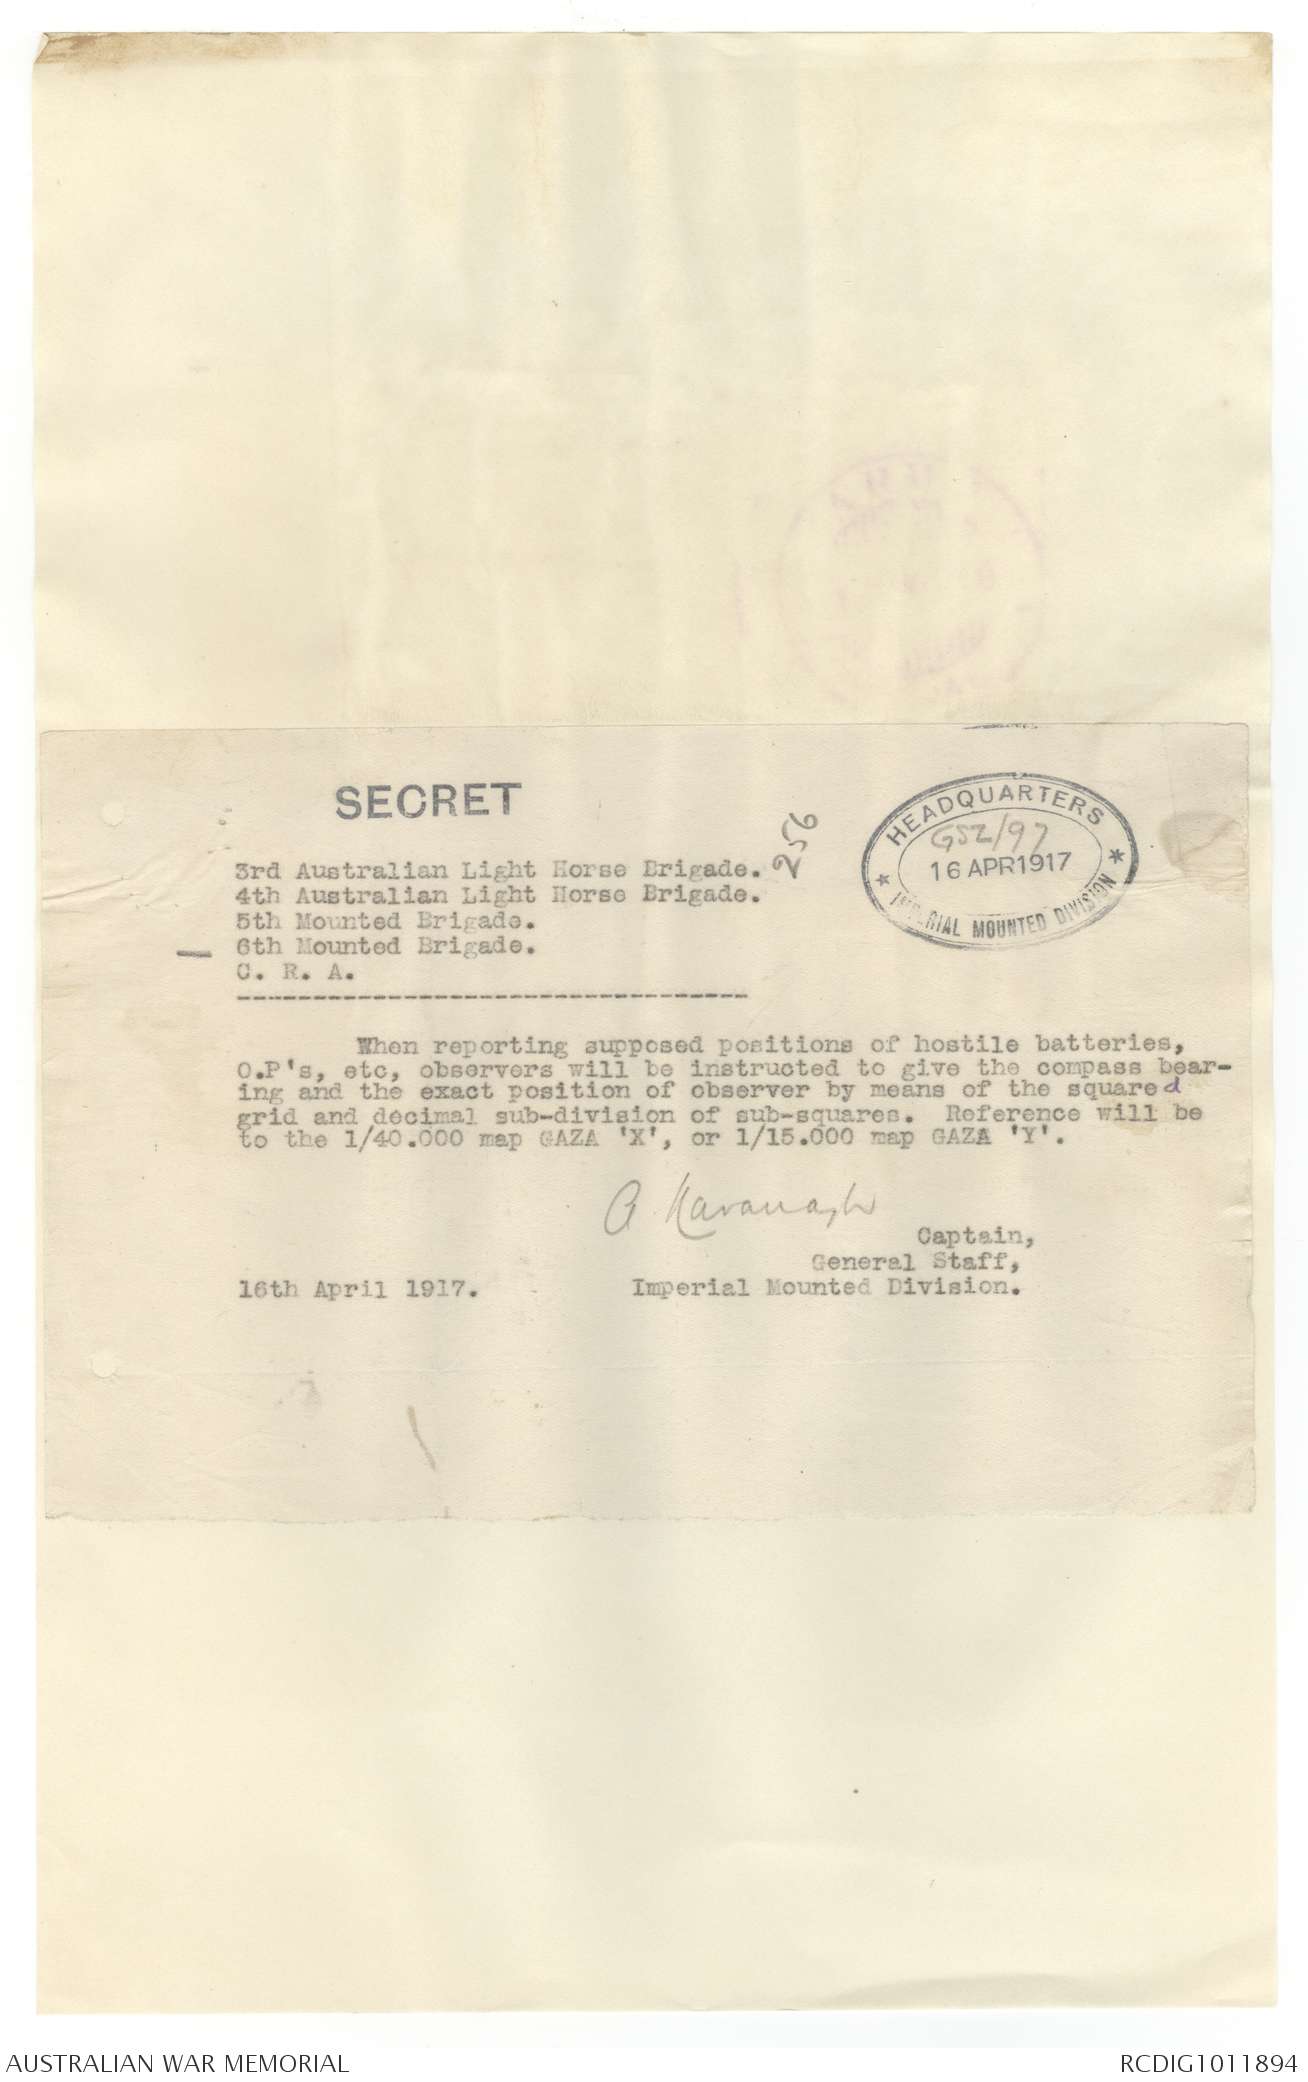 SECRET
256
HEADQUARTERS
GSZ/97
16 APR 1917
IMPERIAL MOUNTED DIVISION
3rd Australian Light Horse Brigade.
4th Australian Light Horse Brigade.
5th Mounted Brigade.
6th Mounted Brigade.
C. R. A.
When reporting supposed positions of hostile batteries,
O.P's, etc, observers will be instructed to give the compass bear-
ing and the exact position of observer by means of the squared
grid and decimal sub-division of sub-squares. Reference will be
to the 1/40.000 map GAZA 'X', or 1/15.000 map GAZA 'Y'.
A Kavanagh
Captain,
General Staff,
16th April 1917. Imperial Mounted Division.
AUSTRALIAN WAR MEMORIAL
RCDIG1011894